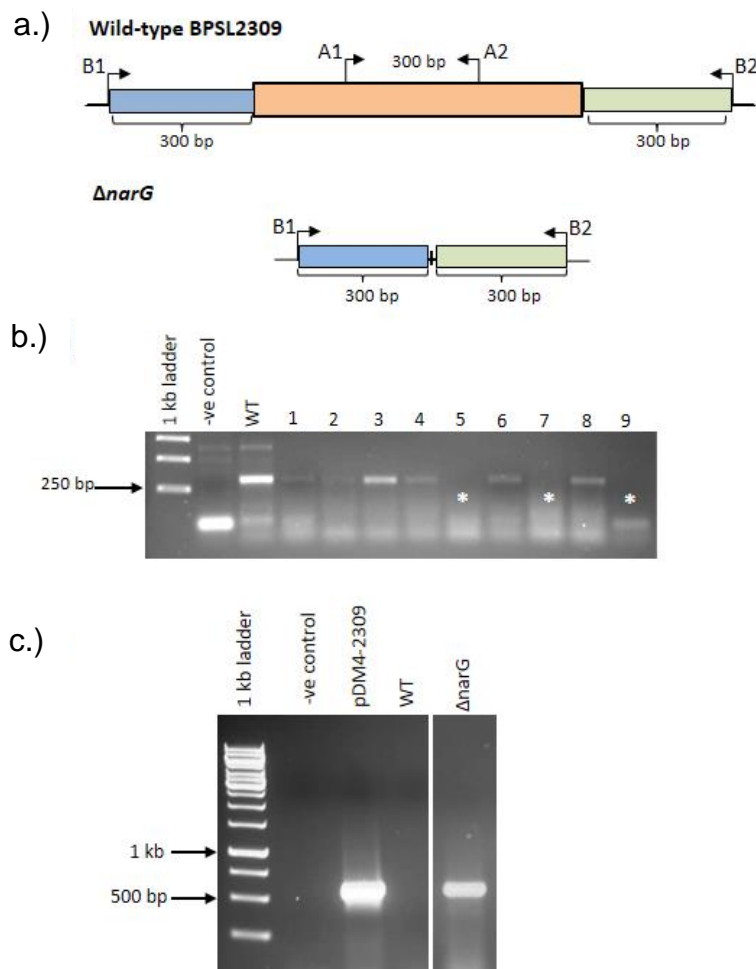 a.)
Wild-type BPSL2309
B1 A1 300 bp A2 B2
300 bp 300 bp
ΔnarG
B1 B2
300 bp 300 bp
b.)
1 kb ladder -ve control WT 1 2 3 4 5 6 7 8 9
250 bp
* * *
c.)
1 kb ladder -ve control pDM4-2309 WT ΔnarG
1 kb
500 bp